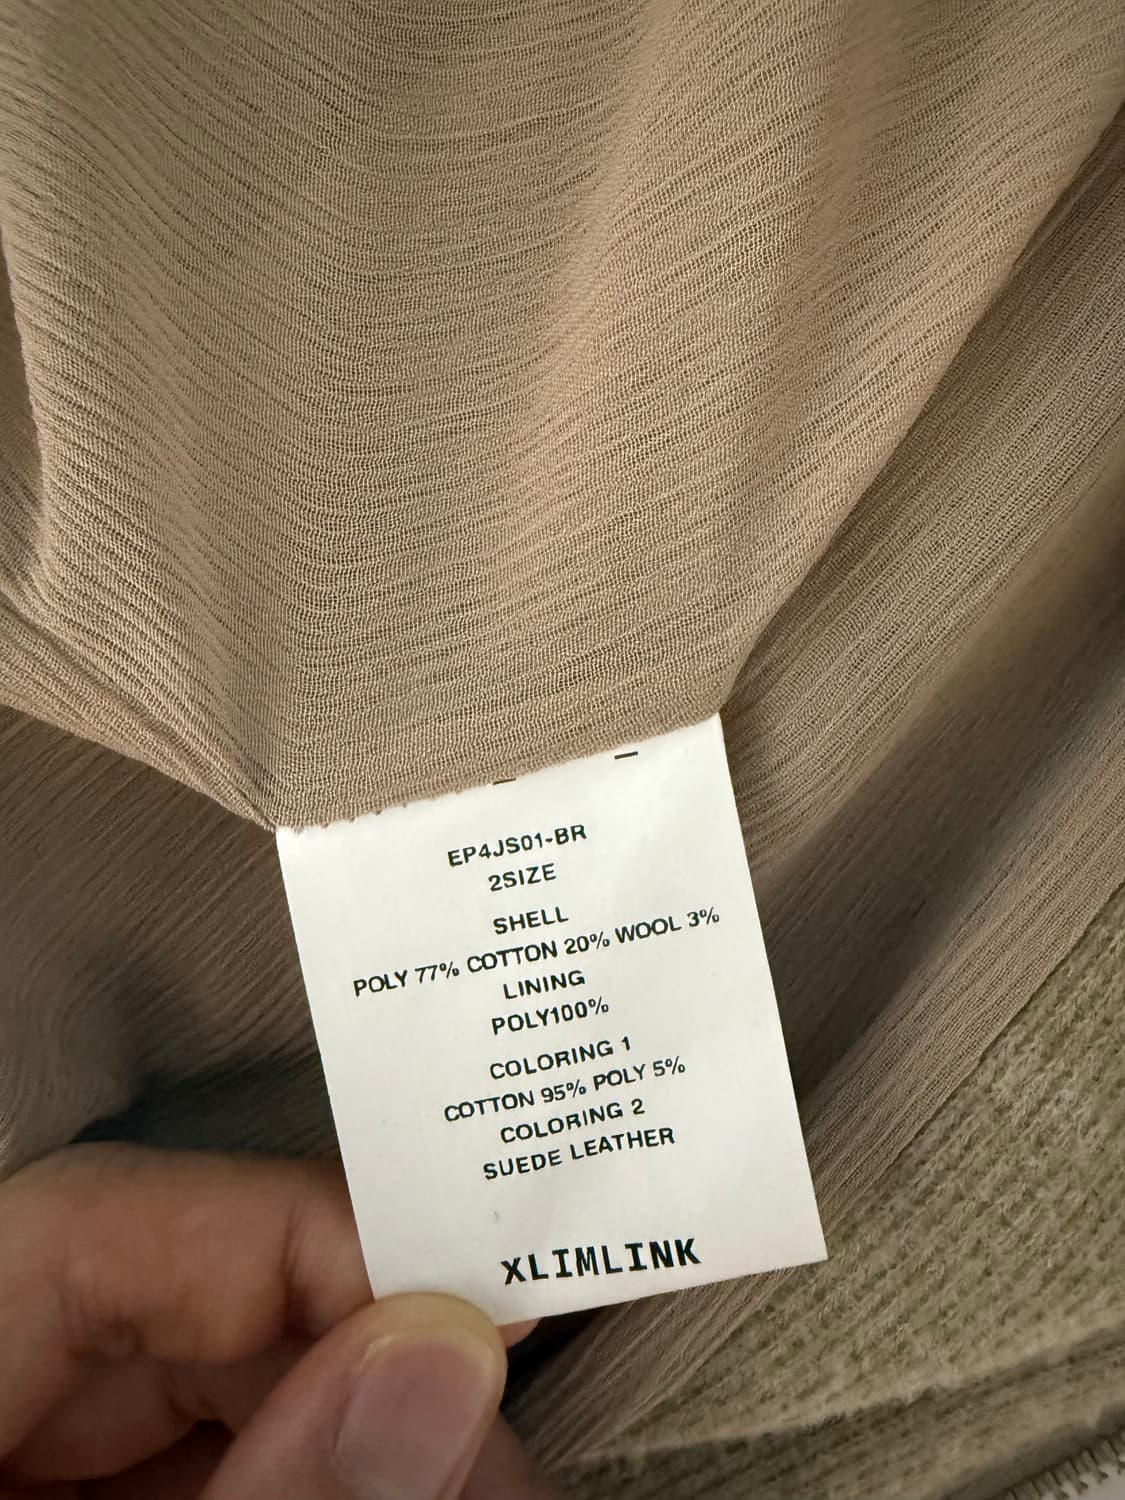 EP4JS01-BR
2SIZE
SHELL
POLY 77% COTTON 20% WOOL 3%
LINING
POLY100%
COLORING 1
COTTON 95% POLY 5%
COLORING 2
SUEDE LEATHER
XLIMLINK